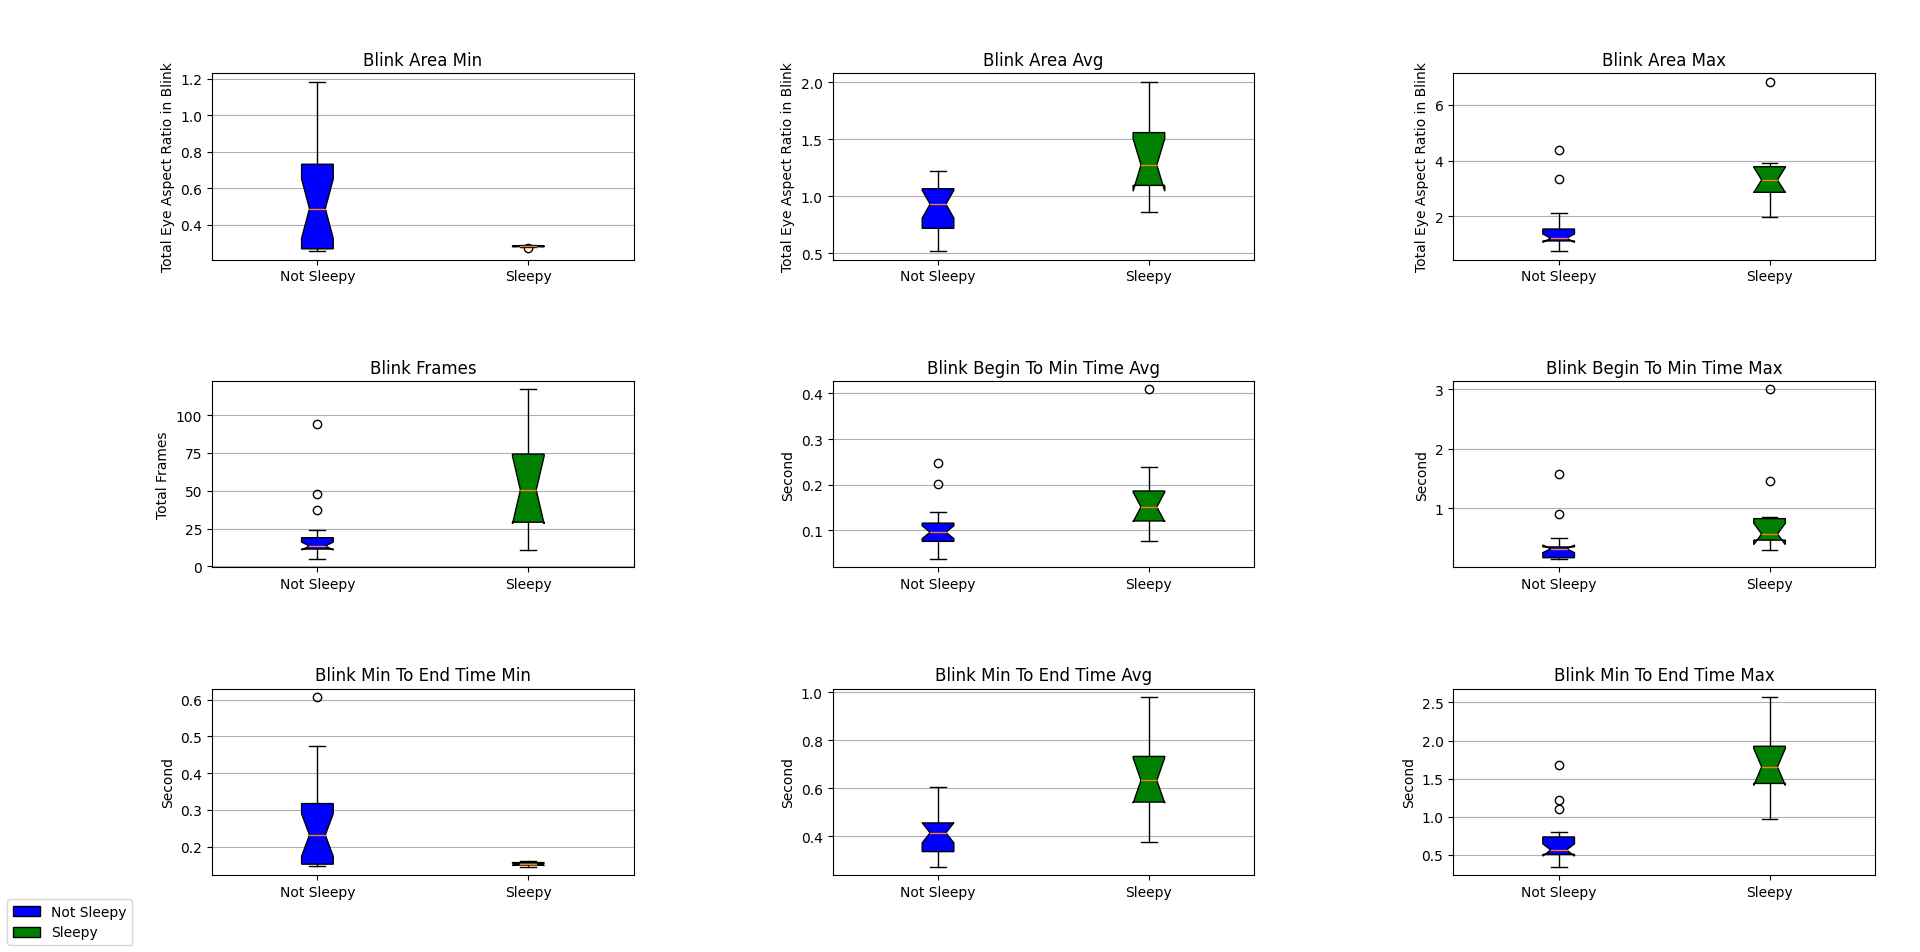 Blink Area Min
Total Eye Aspect Ratio in Blink
1.2
1.0
0.8
0.6
0.4
Not Sleepy
Sleepy
Blink Area Avg
Total Eye Aspect Ratio in Blink
2.0
1.5
1.0
0.5
Not Sleepy
Sleepy
Blink Area Max
Total Eye Aspect Ratio in Blink
6
4
2
Not Sleepy
Sleepy
Blink Frames
Total Frames
100
75
50
25
0
Not Sleepy
Sleepy
Blink Begin To Min Time Avg
Second
0.4
0.3
0.2
0.1
Not Sleepy
Sleepy
Blink Begin To Min Time Max
Second
3
2
1
Not Sleepy
Sleepy
Blink Min To End Time Min
Second
0.6
0.5
0.4
0.3
0.2
Not Sleepy
Sleepy
Blink Min To End Time Avg
Second
1.0
0.8
0.6
0.4
Not Sleepy
Sleepy
Blink Min To End Time Max
Second
2.5
2.0
1.5
1.0
0.5
Not Sleepy
Sleepy
Not Sleepy
Sleepy